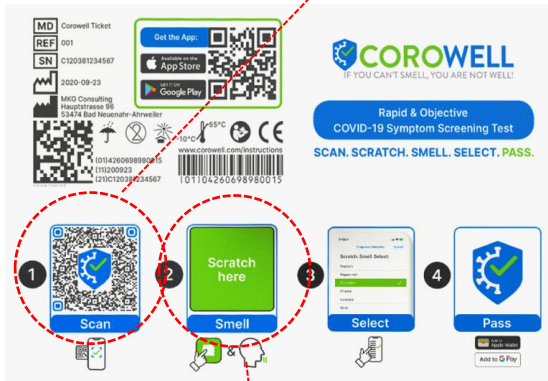 MD Corowell Ticket
REF 001
SN C120381234567
2020-09-23
MKG Consulting
Hauptstrasse 96
53474 Bad Neuenahr-Ahrweiler
Get the App:
Available on the
App Store
GET IT ON
Google Play
-10°C
55°C
CE
www.corowell.com/instructions
(01)04260698980015
(11)200923
(21)C120381234567
(01)04260698980015
COROWELL
IF YOU CAN'T SMELL, YOU ARE NOT WELL!
Rapid & Objective
COVID-19 Symptom Screening Test
SCAN. SCRATCH. SMELL. SELECT. PASS.
1
Scan
2
Scratch
here
Smell
&
3
Cancel
Scratch. Smell. Select
Select
4
Pass
Add to
Apple Wallet
Add to G Pay